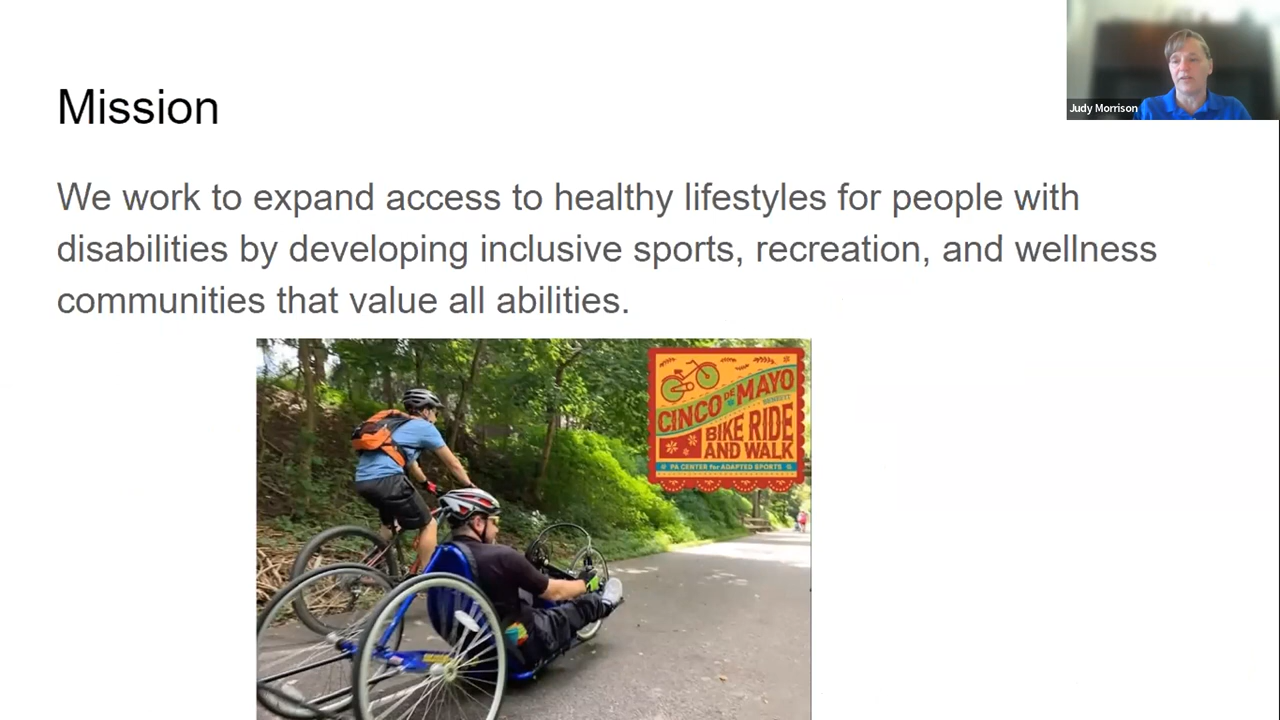 Mission
Judy Morrison
We work to expand access to healthy lifestyles for people with
disabilities by developing inclusive sports, recreation, and wellness
communities that value all abilities.
CINCO DE MAYO
BENEFIT
BIKE RIDE
AND WALK
PA CENTER for ADAPTED SPORTS